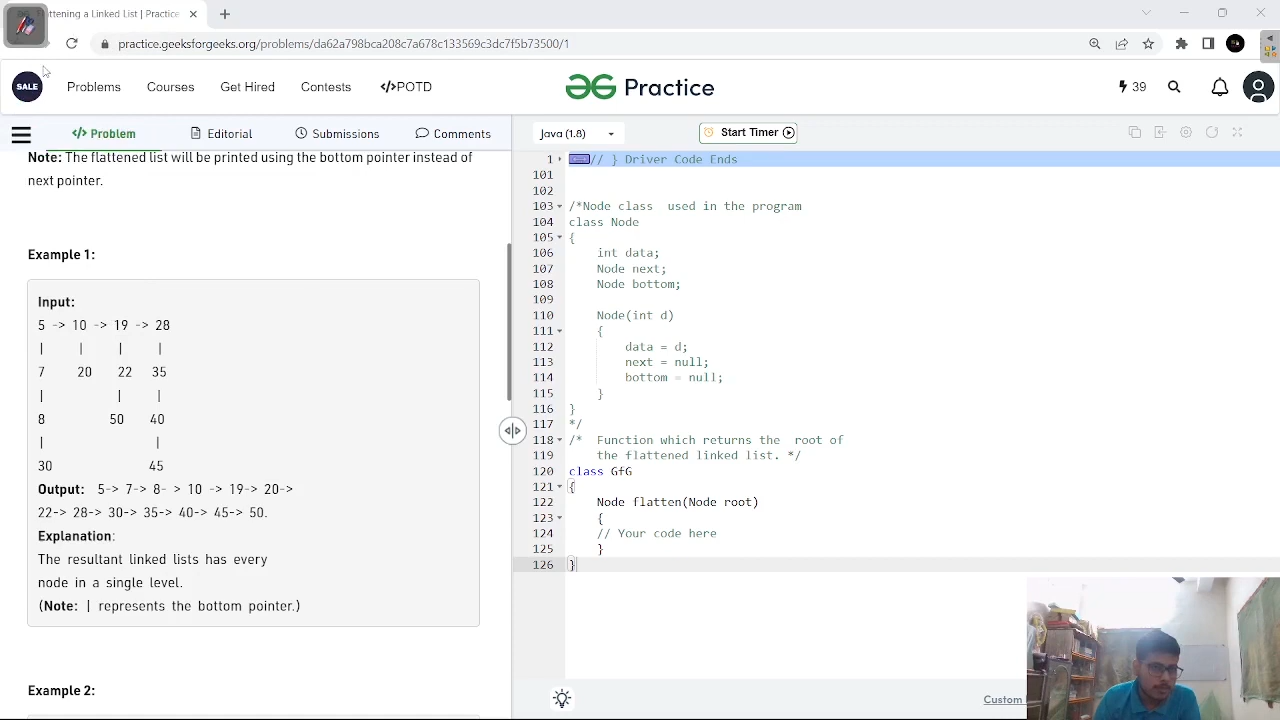 ttening a Linked List | Practice
practice.geeksforgeeks.org/problems/da62a798bca208c7a678c133569c3dc7f5b73500/1
SALE
Problems
Courses
Get Hired
Contests
</>POTD
Practice
39
</> Problem
Editorial
Submissions
Comments
Java (1.8)
Start Timer
Note: The flattened list will be printed using the bottom pointer instead of
next pointer.
Example 1:
Input:
5 -> 10 -> 19 -> 28
| | | |
7 20 22 35
| | |
8 50 40
| |
30 45
Output: 5-> 7-> 8- > 10 -> 19-> 20->
22-> 28-> 30-> 35-> 40-> 45-> 50.
Explanation:
The resultant linked lists has every
node in a single level.
(Note: | represents the bottom pointer.)
Example 2:
1 // } Driver Code Ends
101
102
103 /*Node class used in the program
104 class Node
105 {
106 int data;
107 Node next;
108 Node bottom;
109
110 Node(int d)
111 {
112 data = d;
113 next = null;
114 bottom = null;
115 }
116 }
117 */
118 /* Function which returns the root of
119 the flattened linked list. */
120 class GfG
121 {
122 Node flatten(Node root)
123 {
124 // Your code here
125 }
126 }
Custom